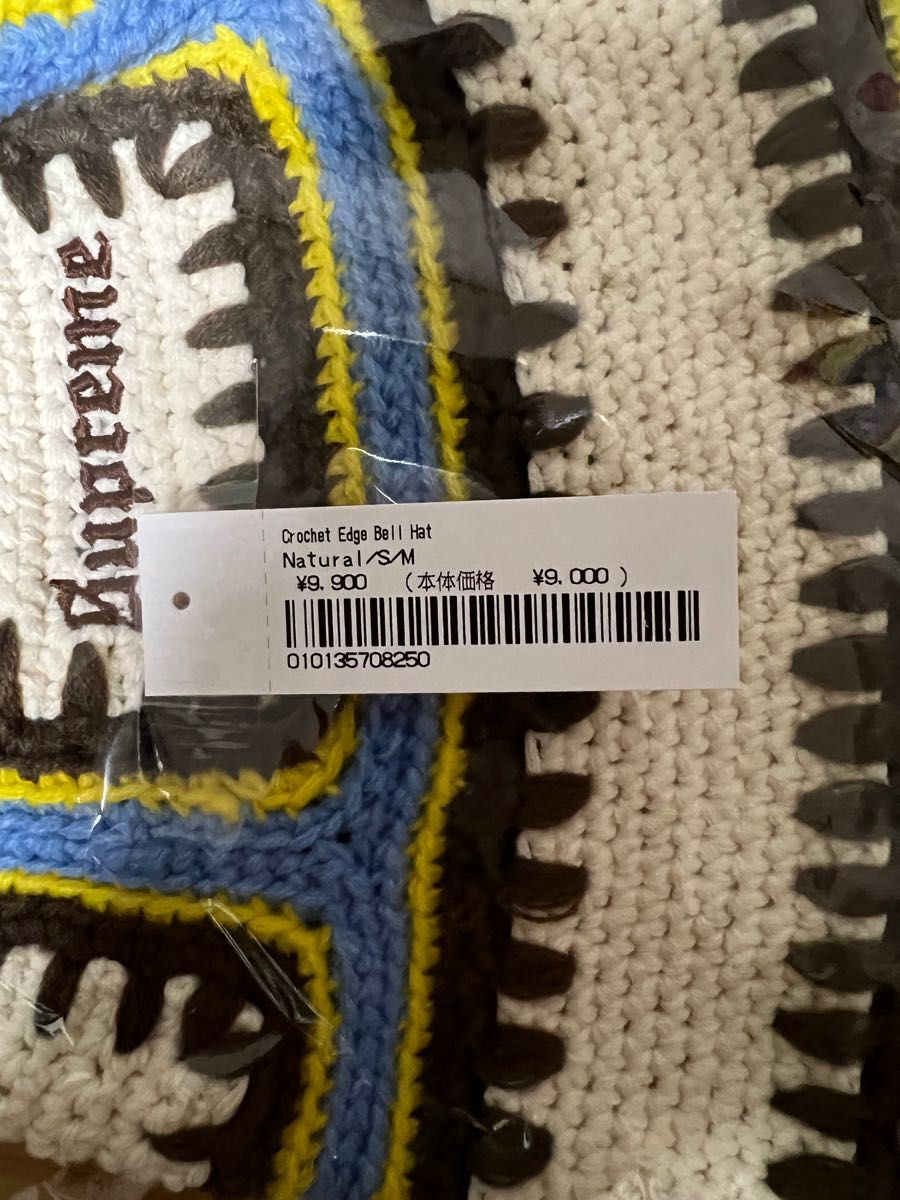 Supreme
Crochet Edge Bell Hat
Natural/S/M
¥9,900 (本体価格 ¥9,000 )
010135708250